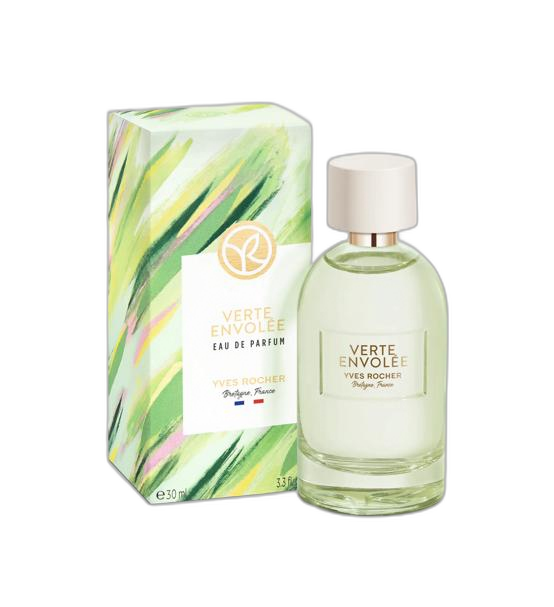 VERTE
ENVOLÉE
EAU DE PARFUM
YVES ROCHER
Bretagne, France
℮30 ml
3.3 fl
VERTE
ENVOLÉE
YVES ROCHER
Bretagne, France